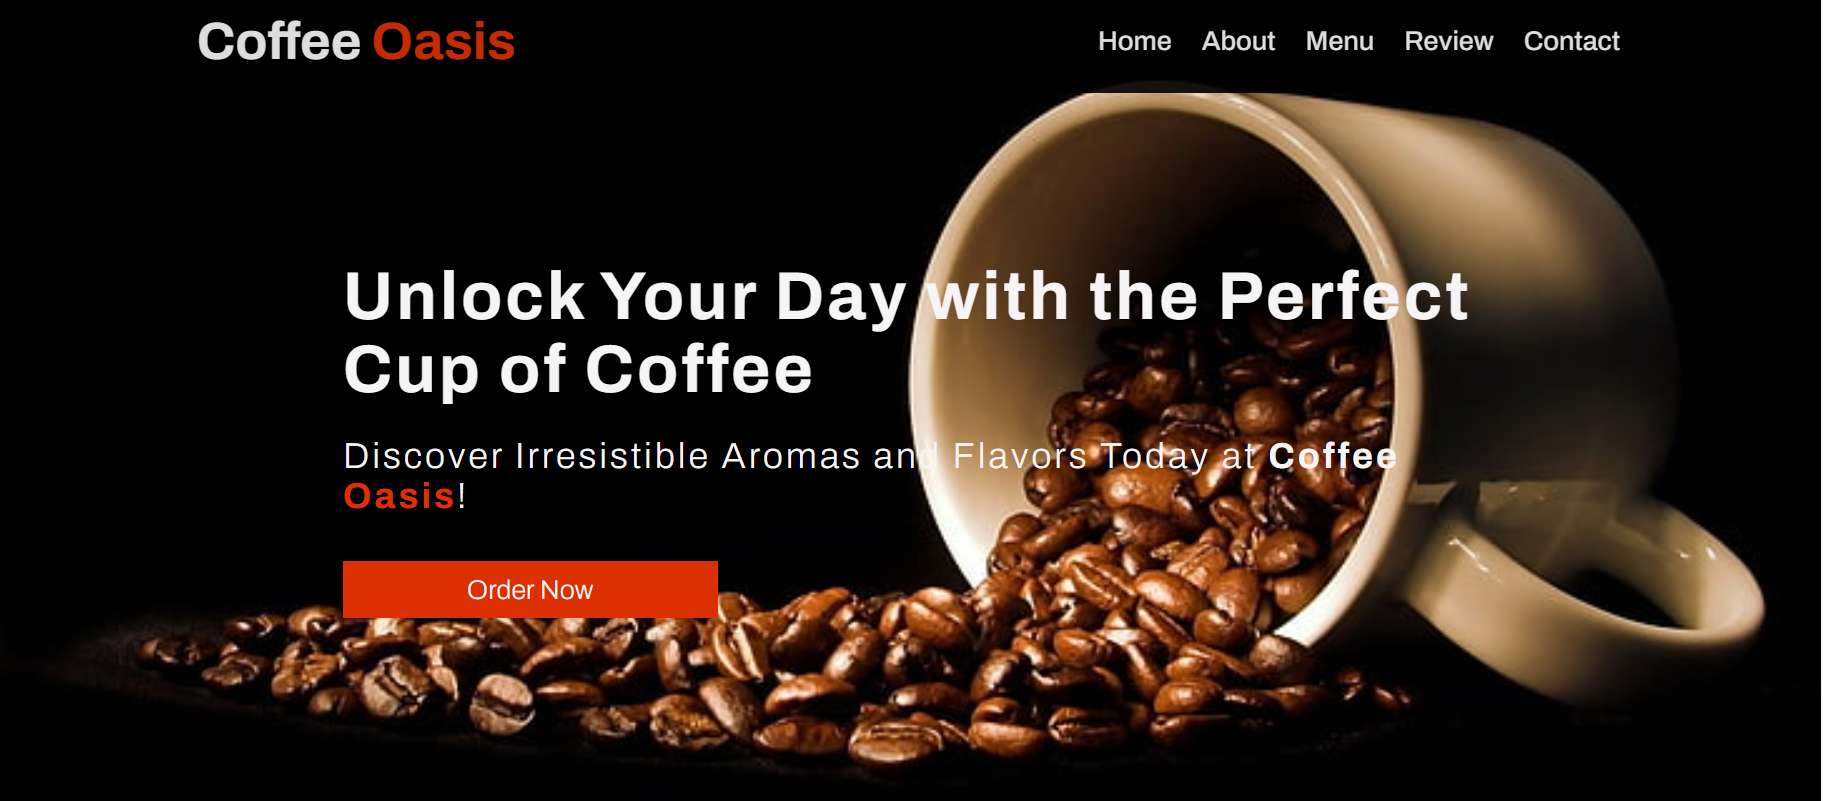 Coffee Oasis
Home About Menu Review Contact
Unlock Your Day with the Perfect
Cup of Coffee
Discover Irresistible Aromas and Flavors Today at Coffee
Oasis!
Order Now